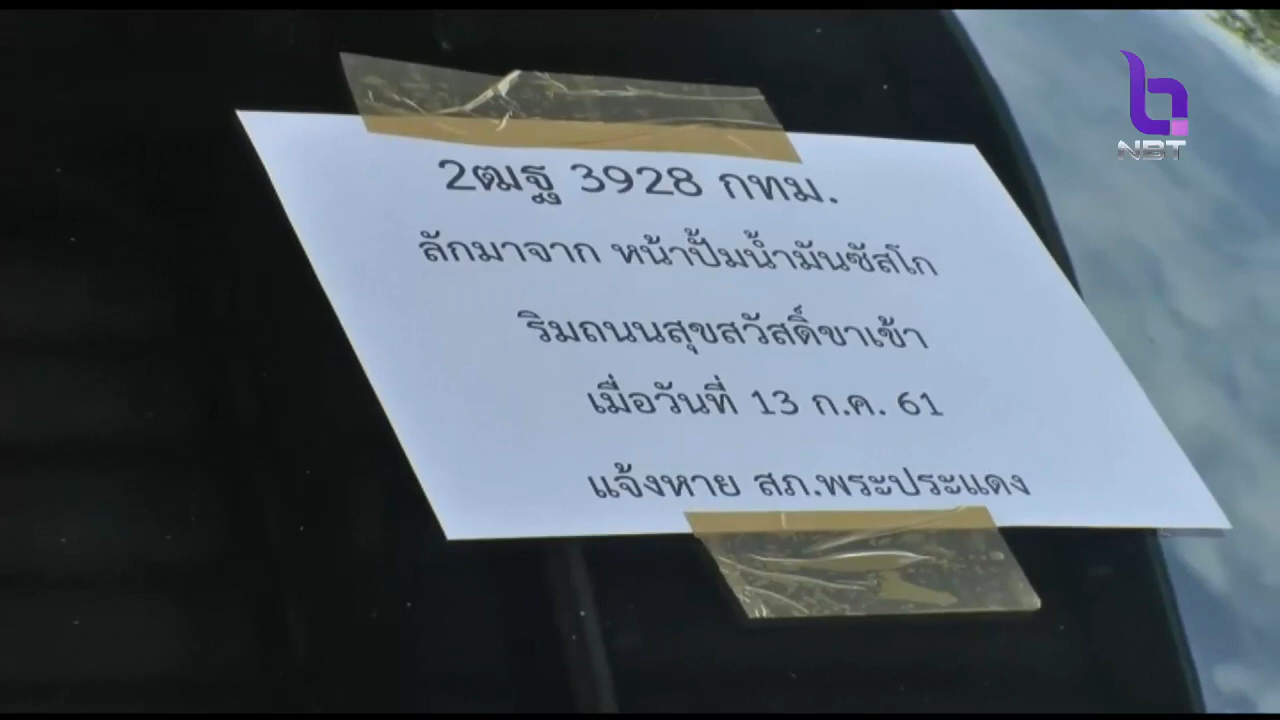 2ฒฐ 3928 กทม.
ลักมาจาก หน้าปั้มน้ำมันซัสโก
ริมถนนสุขสวัสดิ์ขาเข้า
เมื่อวันที่ 13 ก.ค. 61
แจ้งหาย สภ.พระประแดง
NBT